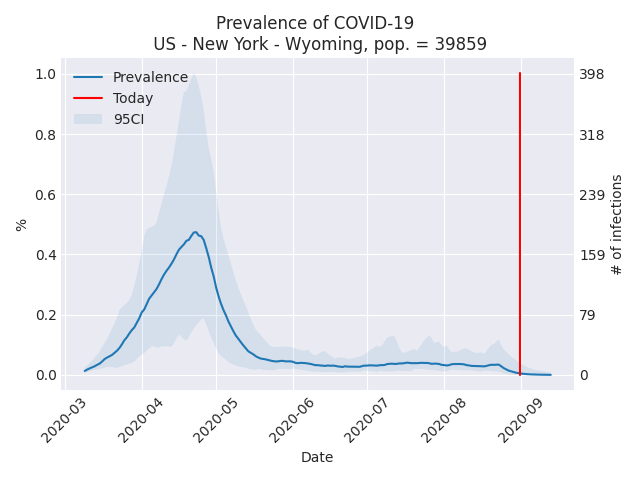 Prevalence of COVID-19
US - New York - Wyoming, pop. = 39859
Prevalence
Today
95CI
1.0
0.8
0.6
0.4
0.2
0.0
%
398
318
239
159
79
0
# of infections
2020-03
2020-04
2020-05
2020-06
2020-07
2020-08
2020-09
Date